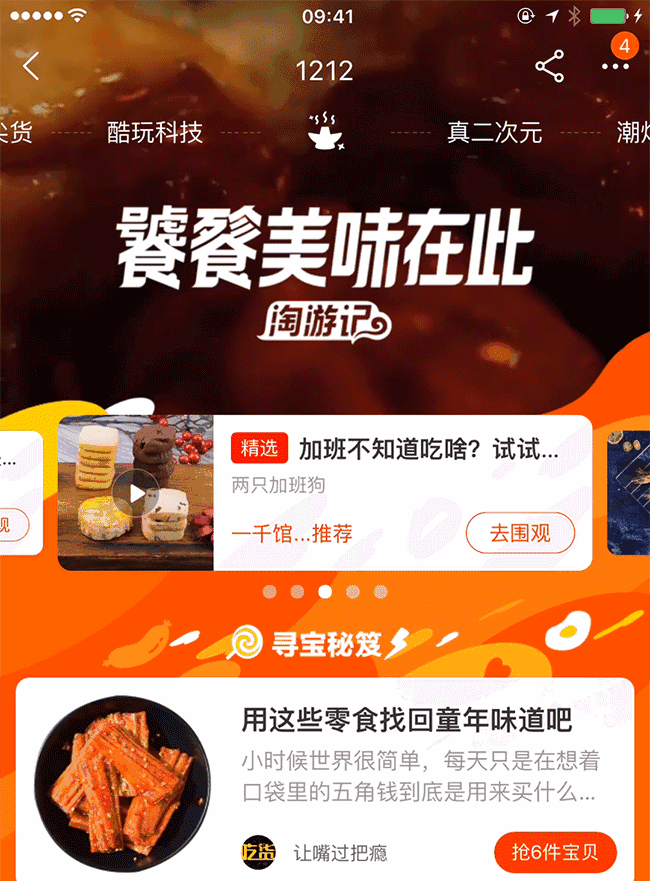 09:41
4
1212
尖货
酷玩科技
真二次元
饕餮美味在此
淘游记
精选 加班不知道吃啥？试试...
两只加班狗
一千馆...推荐
去围观
观
寻宝秘笈
用这些零食找回童年味道吧
小时候世界很简单，每天只是在想着
口袋里的五角钱到底是用来买什么...
吃货
让嘴过把瘾
抢6件宝贝